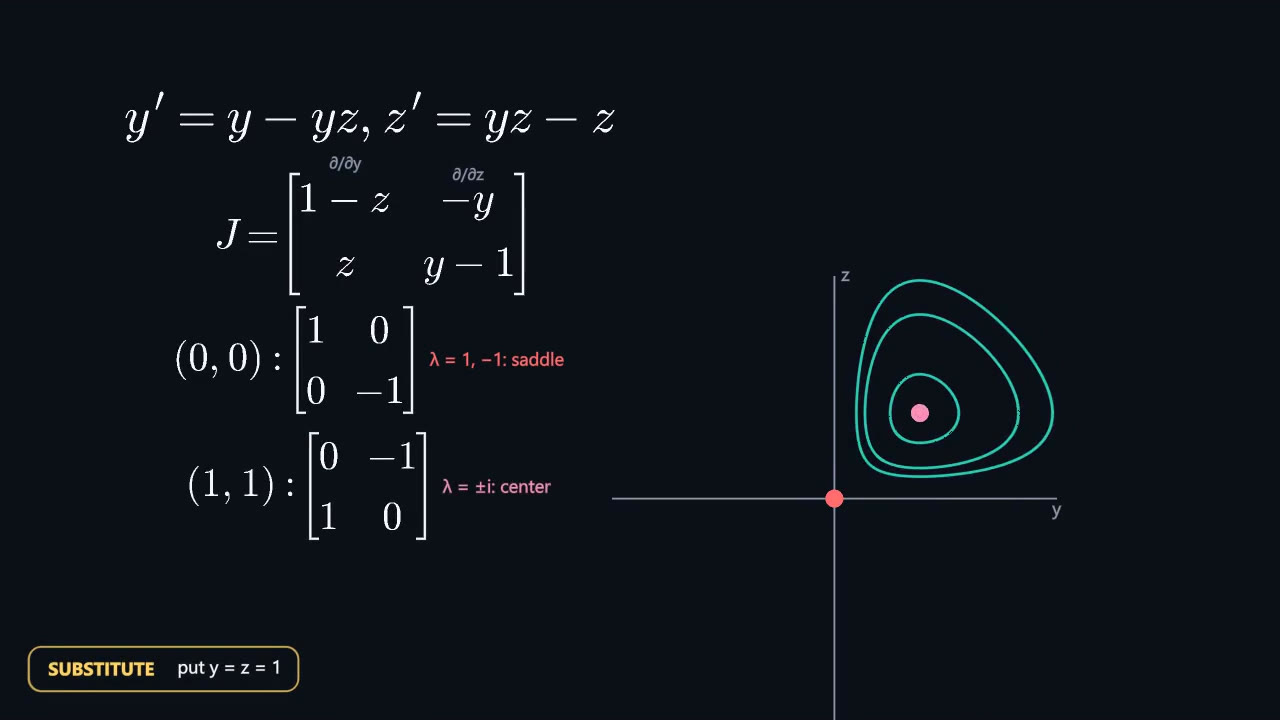 y′ = y − yz, z′ = yz − z
∂/∂y ∂/∂z
J = [1 − z −y
z y − 1]
(0, 0) : [1 0
0 −1] λ = 1, −1: saddle
(1, 1) : [0 −1
1 0] λ = ±i: center
z
y
SUBSTITUTE put y = z = 1